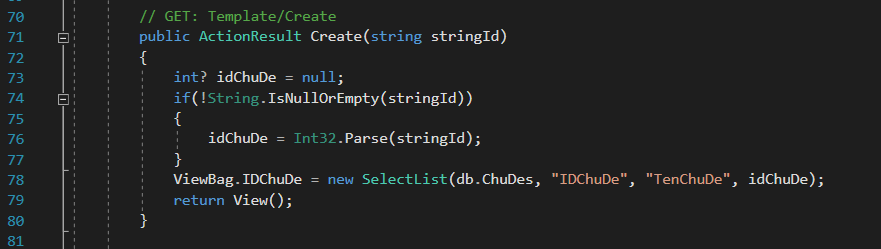 70 // GET: Template/Create
71 public ActionResult Create(string stringId)
72 {
73 int? idChuDe = null;
74 if(!String.IsNullOrEmpty(stringId))
75 {
76 idChuDe = Int32.Parse(stringId);
77 }
78 ViewBag.IDChuDe = new SelectList(db.ChuDes, "IDChuDe", "TenChuDe", idChuDe);
79 return View();
80 }
81